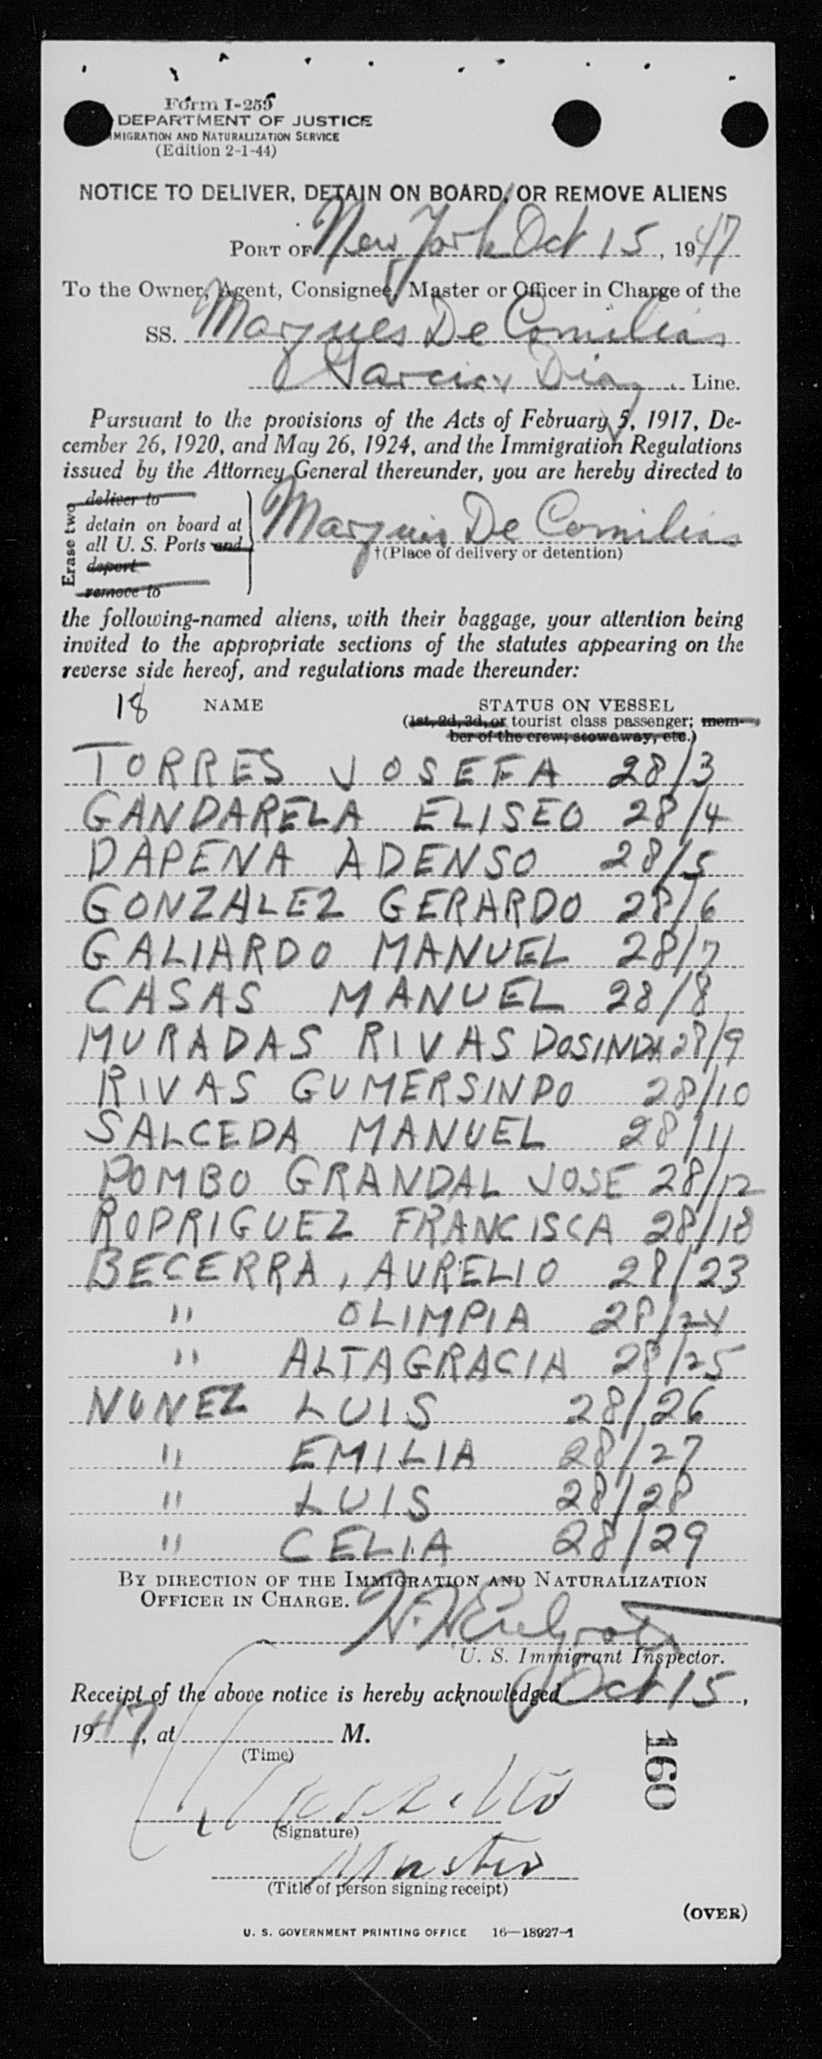 Form I-259
DEPARTMENT OF JUSTICE
MIGRATION AND NATURALIZATION SERVICE
(Edition 2-1-44)
NOTICE TO DELIVER, DETAIN ON BOARD, OR REMOVE ALIENS
PORT OF New York Oct 15, 1947
To the Owner, Agent, Consignee, Master or Officer in Charge of the
SS. Marques De Comilias
Garcia Diaz Line.
Pursuant to the provisions of the Acts of February 5, 1917, De-
cember 26, 1920, and May 26, 1924, and the Immigration Regulations
issued by the Attorney General thereunder, you are hereby directed to
Erase two
deliver to
detain on board at
all U. S. Ports and
deport
remove to
Marquis De Comilias
†(Place of delivery or detention)
the following-named aliens, with their baggage, your attention being
invited to the appropriate sections of the statutes appearing on the
reverse side hereof, and regulations made thereunder:
18 NAME STATUS ON VESSEL
(1st, 2d, 3d, or tourist class passenger; mem-
ber of the crew; stowaway, etc.)
TORRES JOSEFA 28/3
GANDARELA ELISEO 28/4
DAPENA ADENSO 28/5
GONZALEZ GERARDO 28/6
GALIARDO MANUEL 28/7
CASAS MANUEL 28/8
MURADAS RIVAS DOSINDA 28/9
RIVAS GUMERSINDO 28/10
SALCEDA MANUEL 28/11
POMBO GRANDAL JOSE 28/12
RODRIGUEZ FRANCISCA 28/18
BECERRA, AURELIO 28/23
" OLIMPIA 28/24
" ALTAGRACIA 28/25
NUNEZ LUIS 28/26
" EMILIA 28/27
" LUIS 28/28
" CELIA 28/29
BY DIRECTION OF THE IMMIGRATION AND NATURALIZATION
OFFICER IN CHARGE.
U. S. Immigrant Inspector.
Receipt of the above notice is hereby acknowledged Oct 15,
1947, at M.
(Time)
160
(Signature)
Master
(Title of person signing receipt)
(OVER)
U. S. GOVERNMENT PRINTING OFFICE 16—18927-1